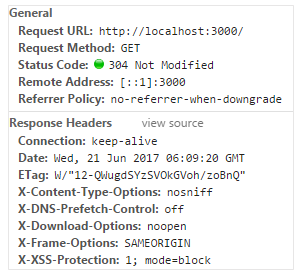 General
Request URL: http://localhost:3000/
Request Method: GET
Status Code: 304 Not Modified
Remote Address: [::1]:3000
Referrer Policy: no-referrer-when-downgrade
Response Headers view source
Connection: keep-alive
Date: Wed, 21 Jun 2017 06:09:20 GMT
ETag: W/"12-QWugdSYzSVOkGVoh/zoBnQ"
X-Content-Type-Options: nosniff
X-DNS-Prefetch-Control: off
X-Download-Options: noopen
X-Frame-Options: SAMEORIGIN
X-XSS-Protection: 1; mode=block